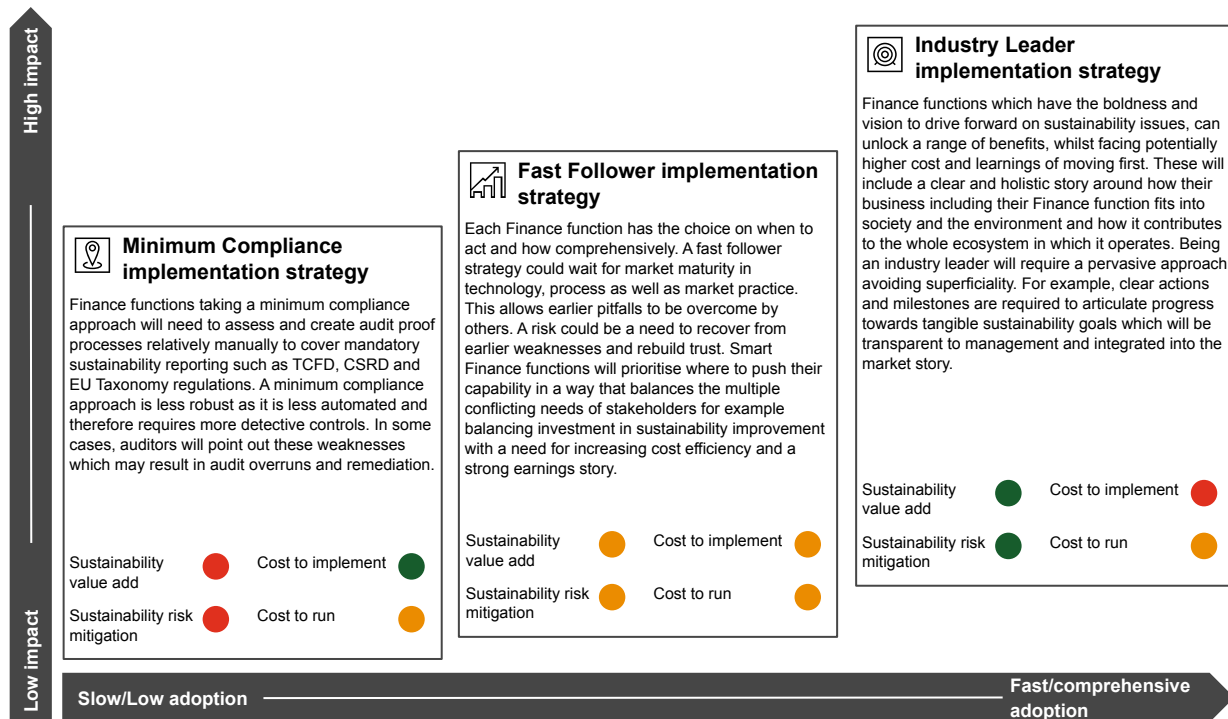 High impact
Low impact
Minimum Compliance
implementation strategy
Finance functions taking a minimum compliance
approach will need to assess and create audit proof
processes relatively manually to cover mandatory
sustainability reporting such as TCFD, CSRD and
EU Taxonomy regulations. A minimum compliance
approach is less robust as it is less automated and
therefore requires more detective controls. In some
cases, auditors will point out these weaknesses
which may result in audit overruns and remediation.
Sustainability
value add
Cost to implement
Sustainability risk
mitigation
Cost to run
Fast Follower implementation
strategy
Each Finance function has the choice on when to
act and how comprehensively. A fast follower
strategy could wait for market maturity in
technology, process as well as market practice.
This allows earlier pitfalls to be overcome by
others. A risk could be a need to recover from
earlier weaknesses and rebuild trust. Smart
Finance functions will prioritise where to push their
capability in a way that balances the multiple
conflicting needs of stakeholders for example
balancing investment in sustainability improvement
with a need for increasing cost efficiency and a
strong earnings story.
Sustainability
value add
Cost to implement
Sustainability risk
mitigation
Cost to run
Industry Leader
implementation strategy
Finance functions which have the boldness and
vision to drive forward on sustainability issues, can
unlock a range of benefits, whilst facing potentially
higher cost and learnings of moving first. These will
include a clear and holistic story around how their
business including their Finance function fits into
society and the environment and how it contributes
to the whole ecosystem in which it operates. Being
an industry leader will require a pervasive approach
avoiding superficiality. For example, clear actions
and milestones are required to articulate progress
towards tangible sustainability goals which will be
transparent to management and integrated into the
market story.
Sustainability
value add
Cost to implement
Sustainability risk
mitigation
Cost to run
Slow/Low adoption
Fast/comprehensive
adoption